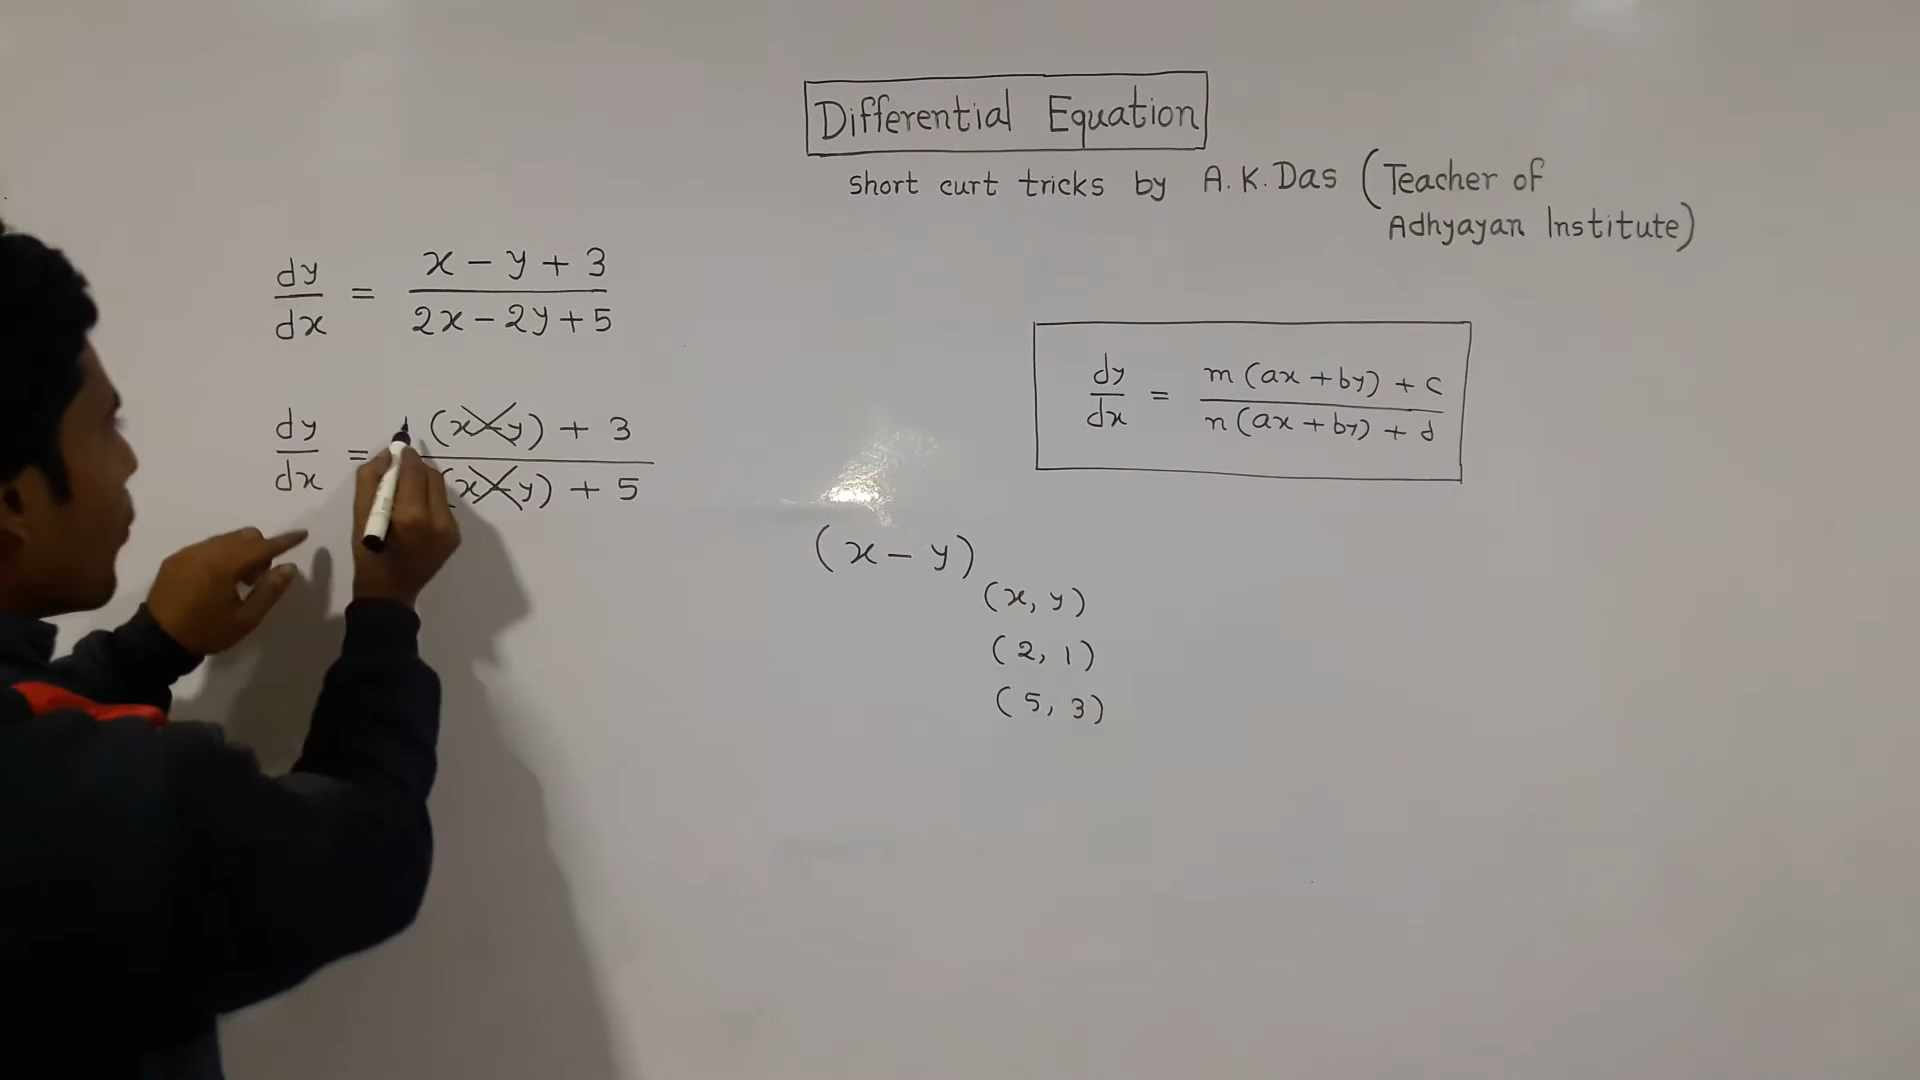 Differential Equation
Short curt tricks by A.K.Das (Teacher of
Adhyayan Institute)
dy/dx = (x - y + 3)/(2x - 2y + 5)
dy/dx = (x - y) + 3 / (x - y) + 5
dy/dx = (m(ax + by) + c)/(n(ax + by) + d)
(x - y)
(x, y)
(2, 1)
(5, 3)